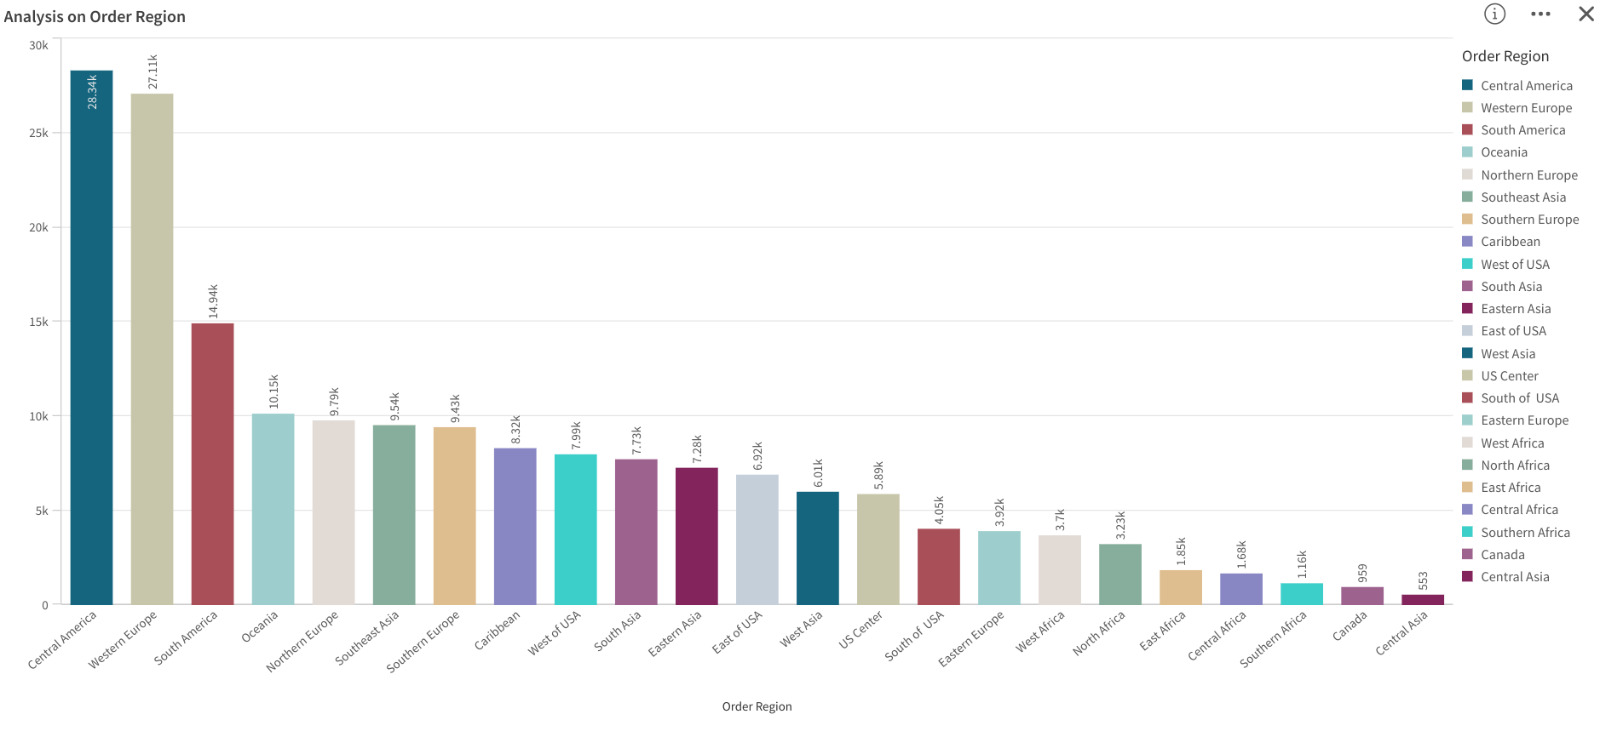 Analysis on Order Region
30k
25k
20k
15k
10k
5k
0
28.34k
27.11k
14.94k
10.15k
9.79k
9.54k
9.43k
8.32k
7.99k
7.73k
7.28k
6.92k
6.01k
5.89k
4.05k
3.92k
3.7k
3.23k
1.85k
1.68k
1.16k
959
553
Central America
Western Europe
South America
Oceania
Northern Europe
Southeast Asia
Southern Europe
Caribbean
West of USA
South Asia
Eastern Asia
East of USA
West Asia
US Center
South of  USA
Eastern Europe
West Africa
North Africa
East Africa
Central Africa
Southern Africa
Canada
Central Asia
Order Region
Order Region
Central America
Western Europe
South America
Oceania
Northern Europe
Southeast Asia
Southern Europe
Caribbean
West of USA
South Asia
Eastern Asia
East of USA
West Asia
US Center
South of  USA
Eastern Europe
West Africa
North Africa
East Africa
Central Africa
Southern Africa
Canada
Central Asia